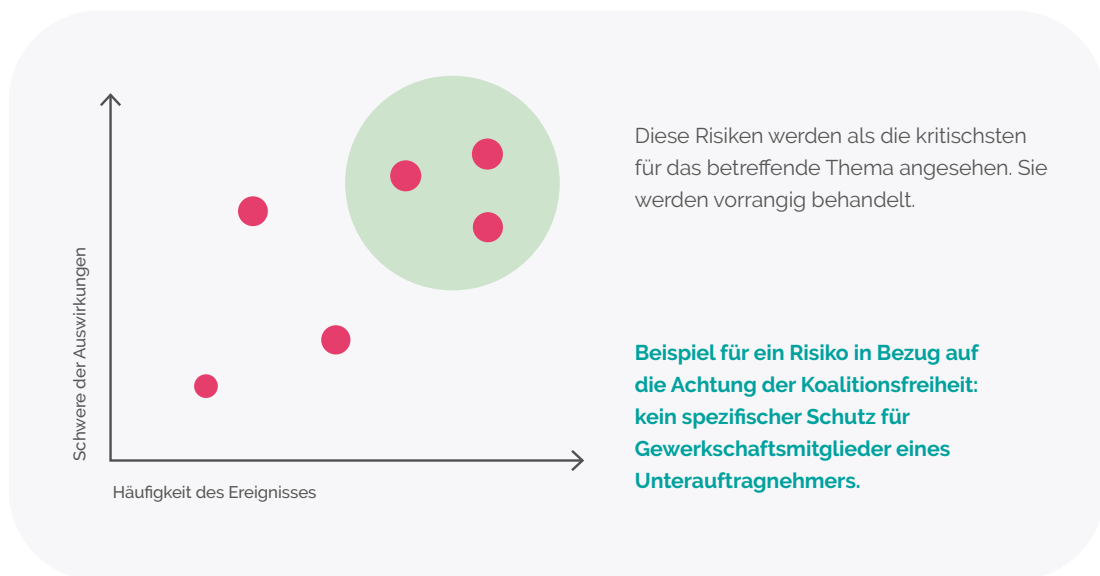 Diese Risiken werden als die kritischsten
für das betreffende Thema angesehen. Sie
werden vorrangig behandelt.
Schwere der Auswirkungen
Häufigkeit des Ereignisses
Beispiel für ein Risiko in Bezug auf
die Achtung der Koalitionsfreiheit:
kein spezifischer Schutz für
Gewerkschaftsmitglieder eines
Unterauftragnehmers.